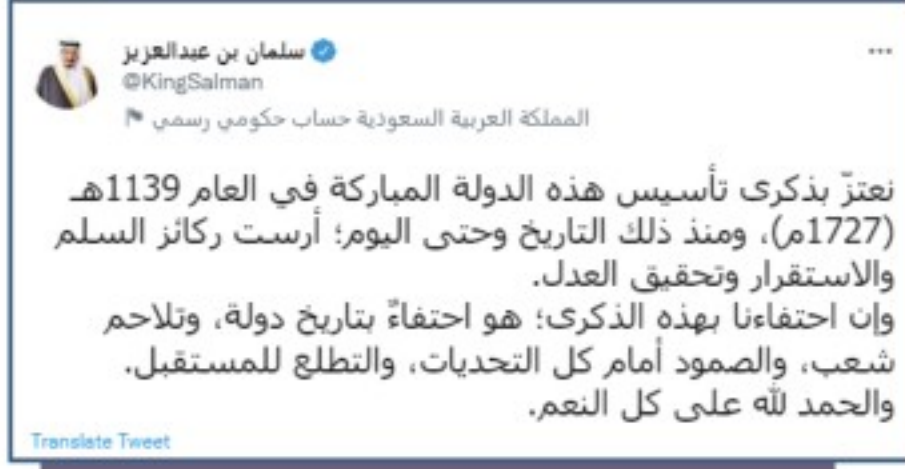 سلمان بن عبدالعزيز
@KingSalman
المملكة العربية السعودية حساب حكومي رسمي
نعتزّ بذكرى تأسيس هذه الدولة المباركة في العام 1139هـ
(1727م)، ومنذ ذلك التاريخ وحتى اليوم؛ أرست ركائز السلم
والاستقرار وتحقيق العدل.
وإن احتفاءنا بهذه الذكرى؛ هو احتفاءٌ بتاريخ دولة، وتلاحم
شعب، والصمود أمام كل التحديات، والتطلع للمستقبل.
والحمد لله على كل النعم.
Translate Tweet